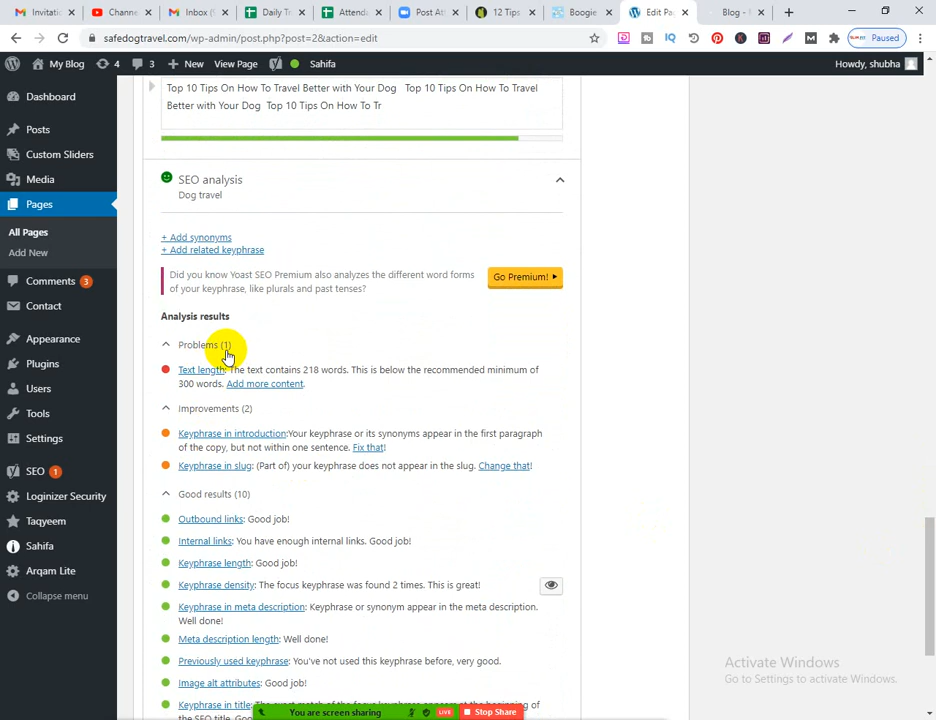 Invitatio
Channe
Inbox (
Daily Tr
Attenda
Post Att
12 Tips
Boogie
Edit Pa
Blog -
safedogtravel.com/wp-admin/post.php?post=2&action=edit
Paused
My Blog 4 3 New View Page Sahifa
Howdy, shubha
Dashboard
Posts
Custom Sliders
Media
Pages
All Pages
Add New
Comments 3
Contact
Appearance
Plugins
Users
Tools
Settings
SEO 1
Loginizer Security
Taqyeem
Sahifa
Arqam Lite
Collapse menu
Top 10 Tips On How To Travel Better with Your Dog Top 10 Tips On How To Travel
Better with Your Dog Top 10 Tips On How To Tr
SEO analysis
Dog travel
+ Add synonyms
+ Add related keyphrase
Did you know Yoast SEO Premium also analyzes the different word forms
of your keyphrase, like plurals and past tenses?
Go Premium!
Analysis results
Problems (1)
Text length: The text contains 218 words. This is below the recommended minimum of
300 words. Add more content.
Improvements (2)
Keyphrase in introduction:Your keyphrase or its synonyms appear in the first paragraph
of the copy, but not within one sentence. Fix that!
Keyphrase in slug: (Part of) your keyphrase does not appear in the slug. Change that!
Good results (10)
Outbound links: Good job!
Internal links: You have enough internal links. Good job!
Keyphrase length: Good job!
Keyphrase density: The focus keyphrase was found 2 times. This is great!
Keyphrase in meta description: Keyphrase or synonym appear in the meta description.
Well done!
Meta description length: Well done!
Previously used keyphrase: You've not used this keyphrase before, very good.
Image alt attributes: Good job!
Keyphrase in title:
You are screen sharing LIVE Stop Share
Activate Windows
Go to Settings to activate Windows.